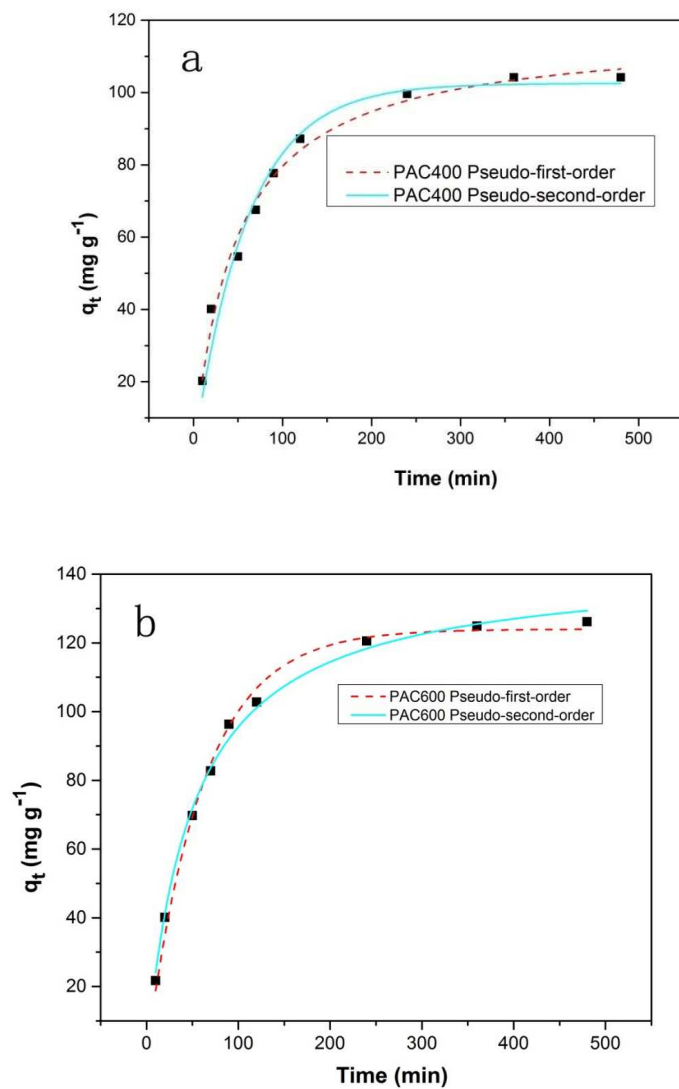 a
120
100
80
60
40
20
q_t (mg g^-1)
PAC400 Pseudo-first-order
PAC400 Pseudo-second-order
0 100 200 300 400 500
Time (min)
b
140
120
100
80
60
40
20
q_t (mg g^-1)
PAC600 Pseudo-first-order
PAC600 Pseudo-second-order
0 100 200 300 400 500
Time (min)